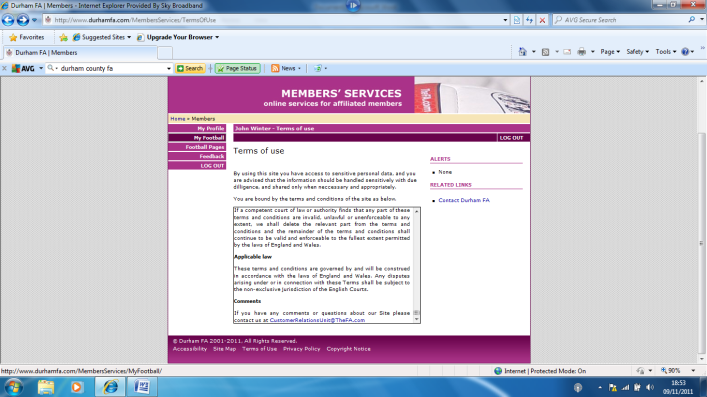 Durham FA | Members - Internet Explorer Provided By Sky Broadband
http://www.durhamfa.com/MembersServices/TermsOfUse
AVG Secure Search
Favorites
Suggested Sites
Upgrade Your Browser
Durham FA | Members
Page
Safety
Tools
AVG
durham county fa
Search
Page Status
News
MEMBERS' SERVICES
online services for affiliated members
TheFA.com
Home » Members
My Profile
John Winter - Terms of use
My Football
LOG OUT
Football Pages
Feedback
LOG OUT
Terms of use
By using this site you have access to sensitive personal data, and you
are advised that the information should be handled sensitively with due
diligence, and shared only when neccessary and appropriately.
You are bound by the terms and conditions of the site as below.
If a competent court of law or authority finds that any part of these
terms and conditions are invalid, unlawful or unenforceable to any
extent, we shall delete the relevant part from the terms and
conditions and the remainder of the terms and conditions shall
continue to be valid and enforceable to the fullest extent permitted
by the laws of England and Wales.
Applicable law
These terms and conditions are governed by and will be construed
in accordance with the laws of England and Wales. Any disputes
arising under or in connection with these Terms shall be subject to
the non-exclusive jurisdiction of the English Courts.
Comments
If you have any comments or questions about our Site please
contact us at CustomerRelationsUnit@TheFA.com
ALERTS
None
RELATED LINKS
Contact Durham FA
© Durham FA 2001-2011. All Rights Reserved.
Accessibility Site Map Terms of Use Privacy Policy Copyright Notice
http://www.durhamfa.com/MembersServices/MyFootball/
Internet | Protected Mode: On
90%
18:53
09/11/2011